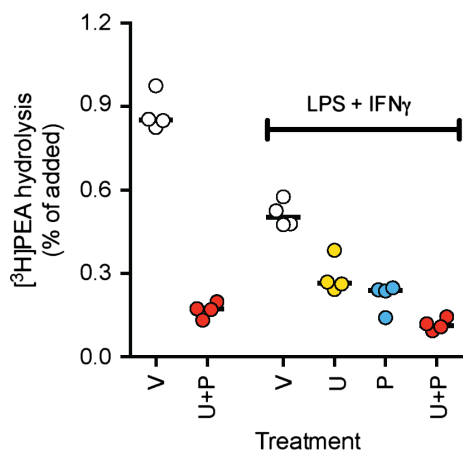 [³H]PEA hydrolysis
(% of added)
1.2
0.9
0.6
0.3
0.0
LPS + IFNγ
V
U+P
V
U
P
U+P
Treatment